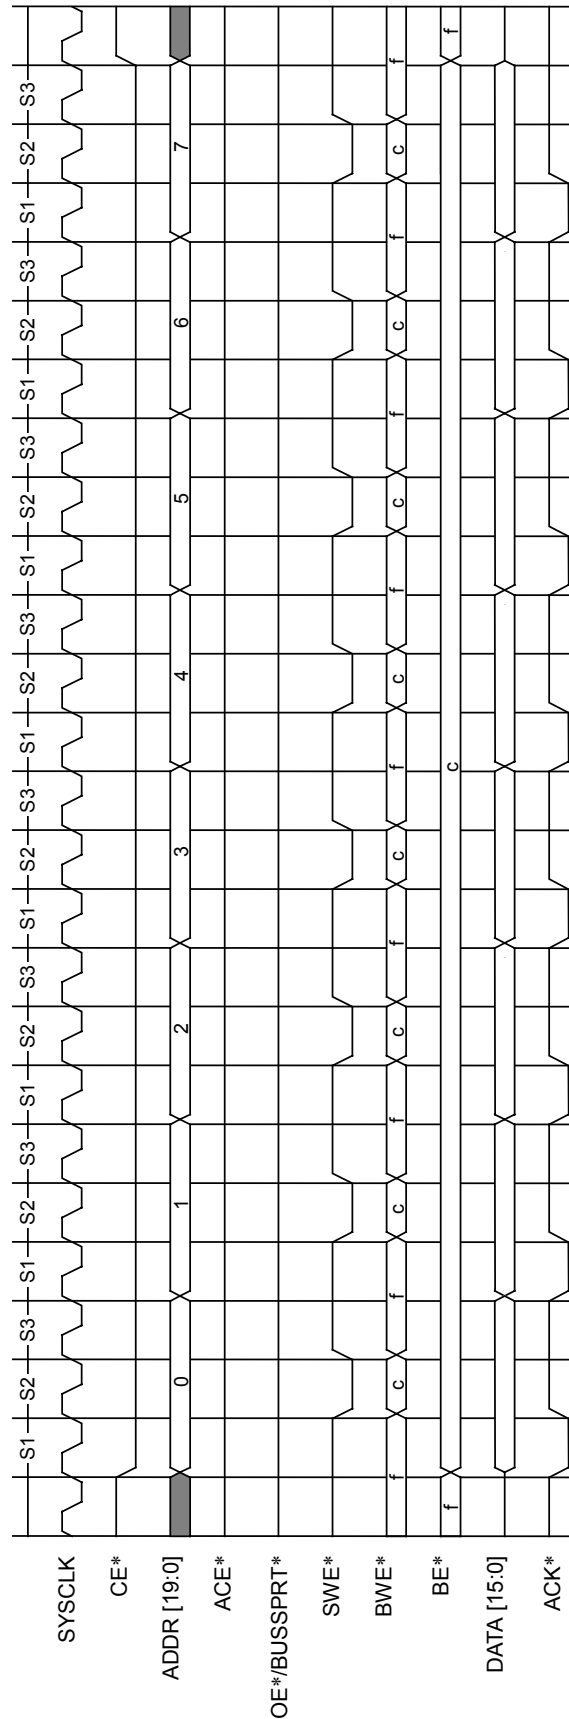 S1 S2 S3 S1 S2 S3 S1 S2 S3 S1 S2 S3 S1 S2 S3 S1 S2 S3 S1 S2 S3 S1 S2 S3
SYSCLK
CE*
ADDR [19:0] 0 1 2 3 4 5 6 7
ACE*
OE*/BUSSPRT*
SWE*
BWE* f c f c f c f c f c f c f c f c f
BE* f c f
DATA [15:0]
ACK*